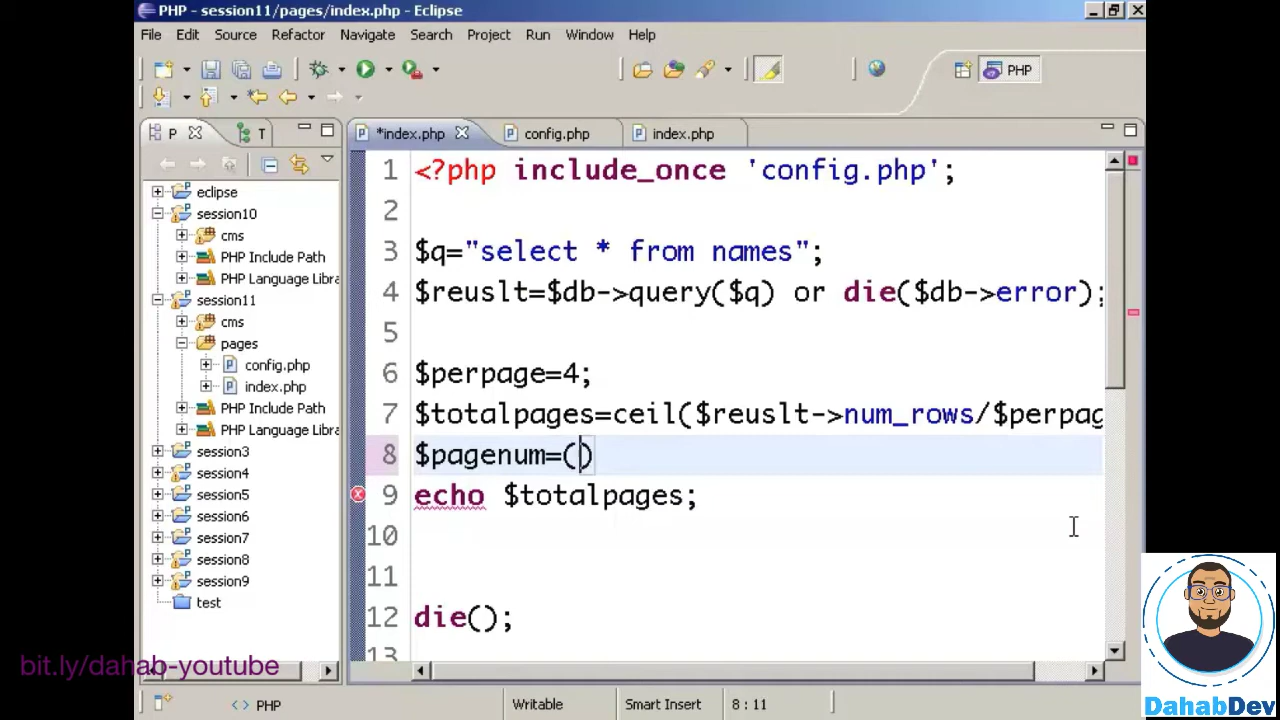 PHP - session11/pages/index.php - Eclipse
File Edit Source Refactor Navigate Search Project Run Window Help
PHP
P T *index.php config.php index.php
eclipse
session10
cms
PHP Include Path
PHP Language Libra
session11
cms
pages
config.php
index.php
PHP Include Path
PHP Language Libra
session3
session4
session5
session6
session7
session8
session9
test
1 <?php include_once 'config.php';
2
3 $q="select * from names";
4 $reuslt=$db->query($q) or die($db->error);
5
6 $perpage=4;
7 $totalpages=ceil($reuslt->num_rows/$perpag
8 $pagenum=()
9 echo $totalpages;
10
11
12 die();
13
bit.ly/dahab-youtube
<> PHP Writable Smart Insert 8 : 11
DahabDev